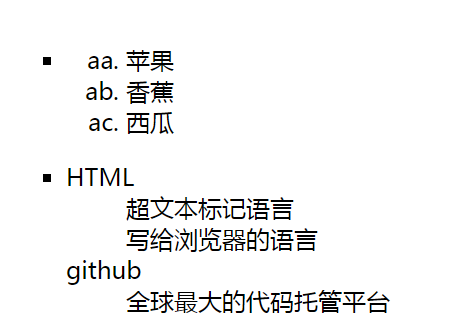 aa. 苹果
ab. 香蕉
ac. 西瓜
HTML
超文本标记语言
写给浏览器的语言
github
全球最大的代码托管平台